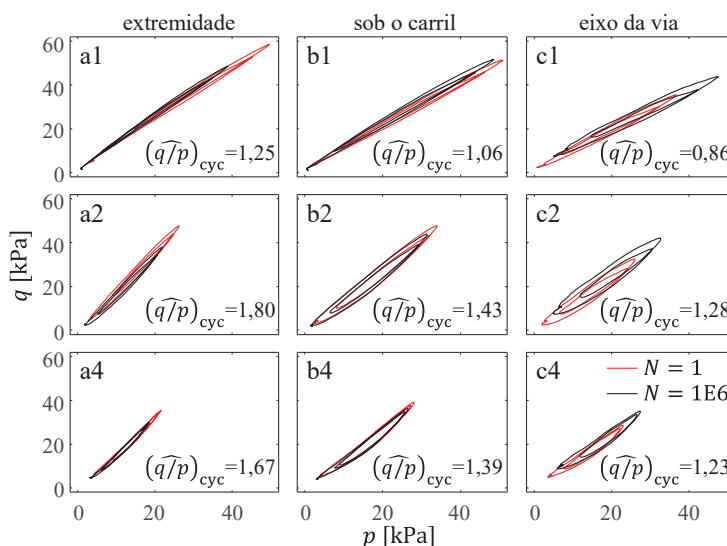 extremidade sob o carril eixo da via
60 a1 b1 c1
40
20
0
(q̂/p)cyc=1,25 (q̂/p)cyc=1,06 (q̂/p)cyc=0,86
60 a2 b2 c2
40
20
0
(q̂/p)cyc=1,80 (q̂/p)cyc=1,43 (q̂/p)cyc=1,28
q [kPa]
60 a4 b4 c4
N = 1
N = 1E6
40
20
0
(q̂/p)cyc=1,67 (q̂/p)cyc=1,39 (q̂/p)cyc=1,23
0 20 40 0 20 40 0 20 40
p [kPa]